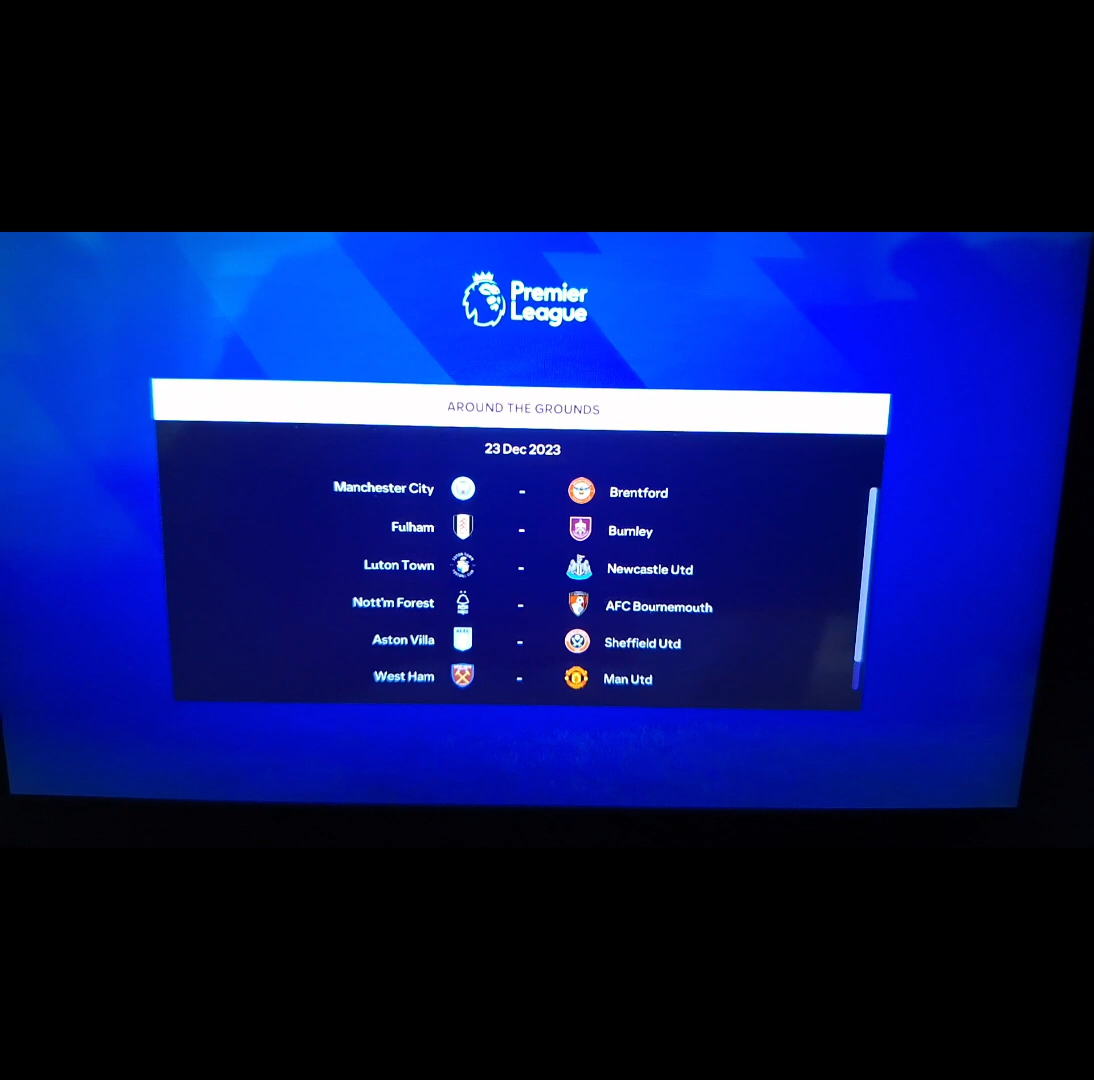 Premier
League
AROUND THE GROUNDS
23 Dec 2023
Manchester City - Brentford
Fulham - Burnley
Luton Town - Newcastle Utd
Nott'm Forest - AFC Bournemouth
Aston Villa - Sheffield Utd
West Ham - Man Utd